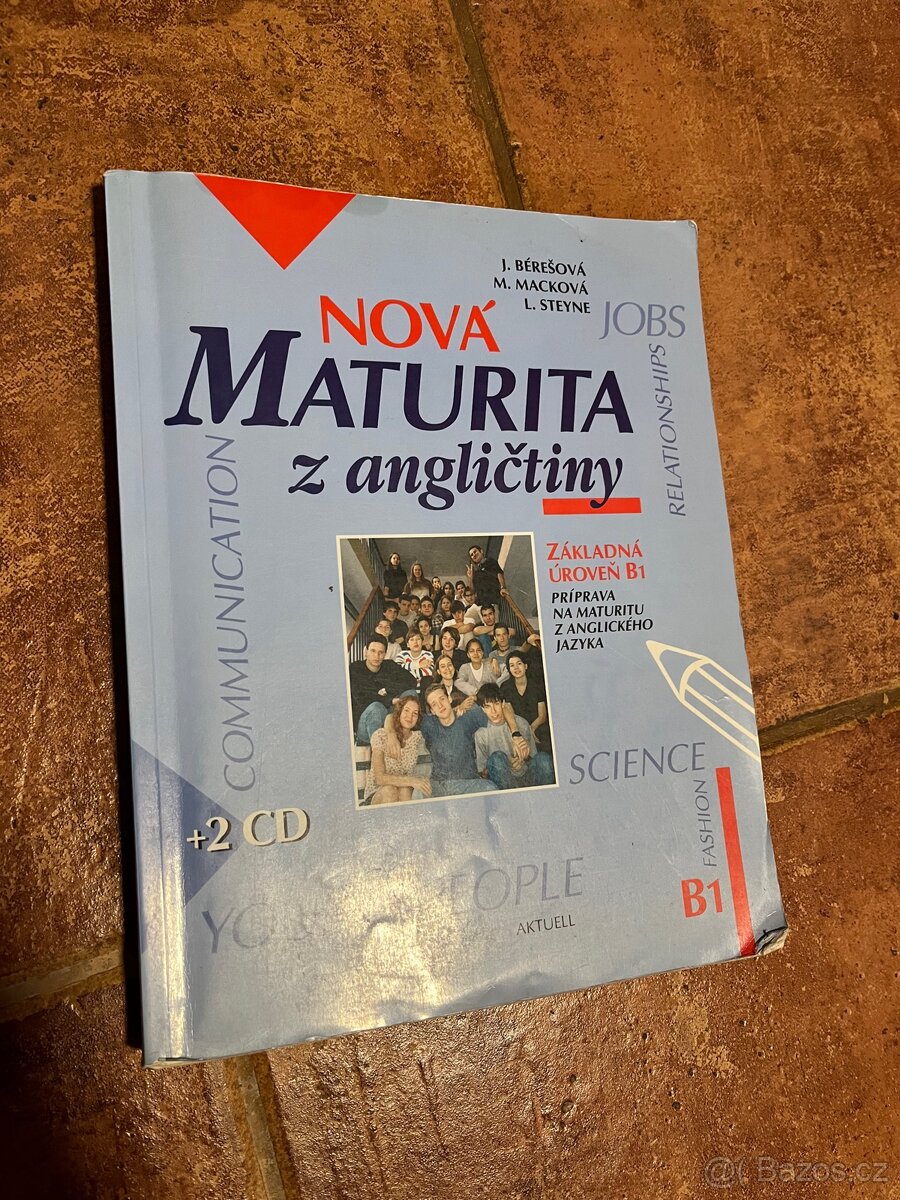 J. BÉREŠOVÁ
M. MACKOVÁ
L. STEYNE
NOVÁ
MATURITA
z angličtiny
JOBS
RELATIONSHIPS
COMMUNICATION
ZÁKLADNÁ
ÚROVEŇ B1
PRÍPRAVA
NA MATURITU
Z ANGLICKÉHO
JAZYKA
SCIENCE
FASHION
+2 CD
PEOPLE
B1
AKTUELL
Bazos.cz